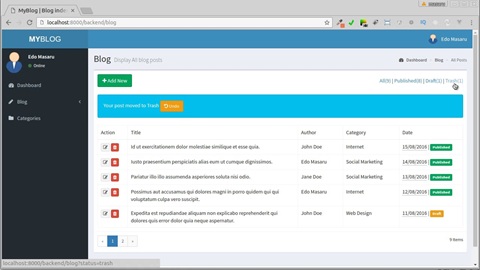 MyBlog | Blog index
localhost:8000/backend/blog
MYBLOG
Edo Masaru
Edo Masaru
Online
Dashboard
Blog
Categories
Blog Display All blog posts
Dashboard Blog All Posts
Add New
All(9) | Published(8) | Draft(1) | Trash(1)
Your post moved to Trash Undo
Action Title Author Category Date
Id ut exercitationem dolor molestiae similique et esse quia. John Doe Internet 15/08/2016 Published
Iusto praesentium perspiciatis alias eum ut cumque dignissimos. Edo Masaru Social Marketing 14/08/2016 Published
Pariatur illo illo assumenda asperiores soluta nisi odio. Jane Doe Social Marketing 13/08/2016 Published
Possimus aut accusamus qui dolores magni in porro quidem qui qui
voluptatum culpa vero suscipit. Edo Masaru Internet 12/08/2016 Published
Expedita est repudiandae aliquam non explicabo reprehenderit qui
dolores quis error dolor quia neque aspernatur. John Doe Web Design 11/08/2016 Draft
« 1 2 »
9 Items
localhost:8000/backend/blog?status=trash